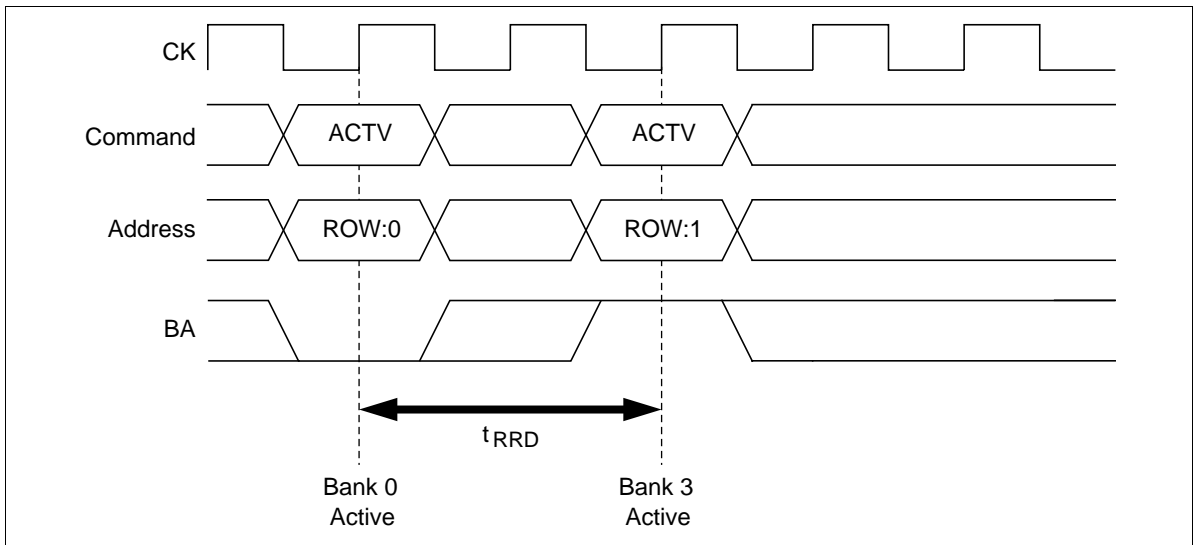 CK
Command
ACTV
ACTV
Address
ROW:0
ROW:1
BA
tRRD
Bank 0
Active
Bank 3
Active